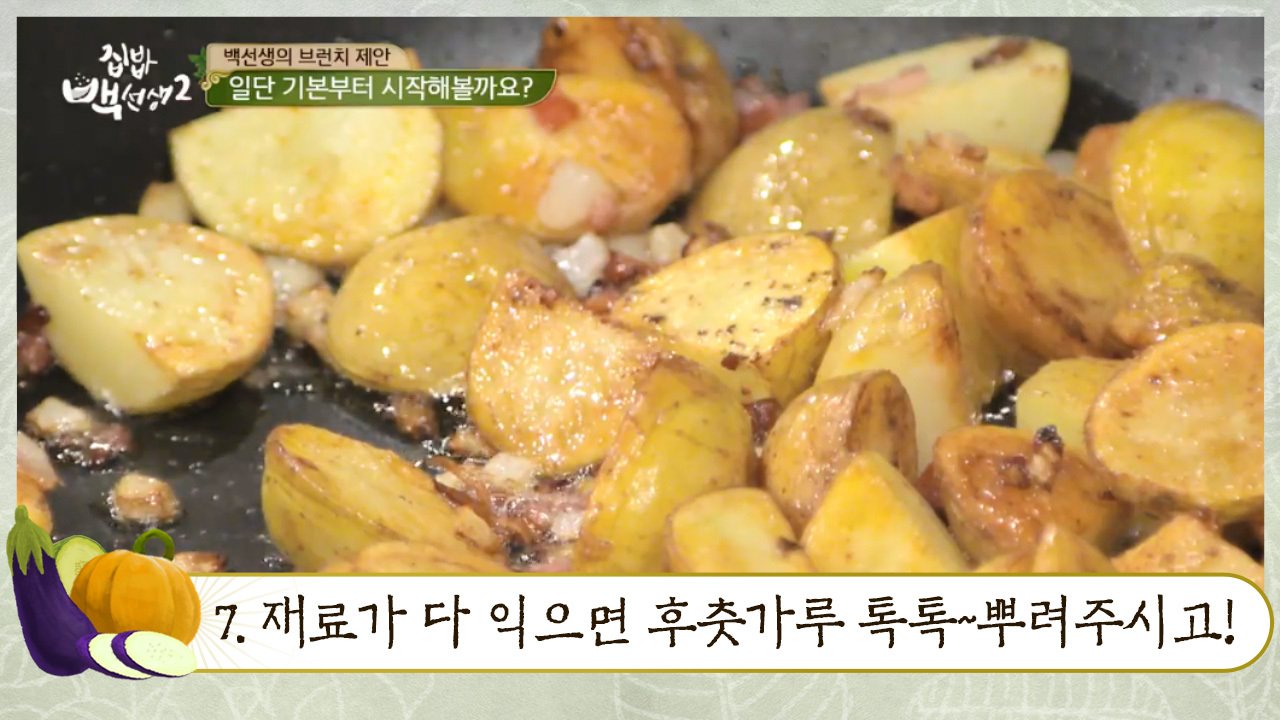 집밥
백선생2
백선생의 브런치 제안
일단 기본부터 시작해볼까요?
7. 재료가 다 익으면 후춧가루 톡톡~뿌려주시고!